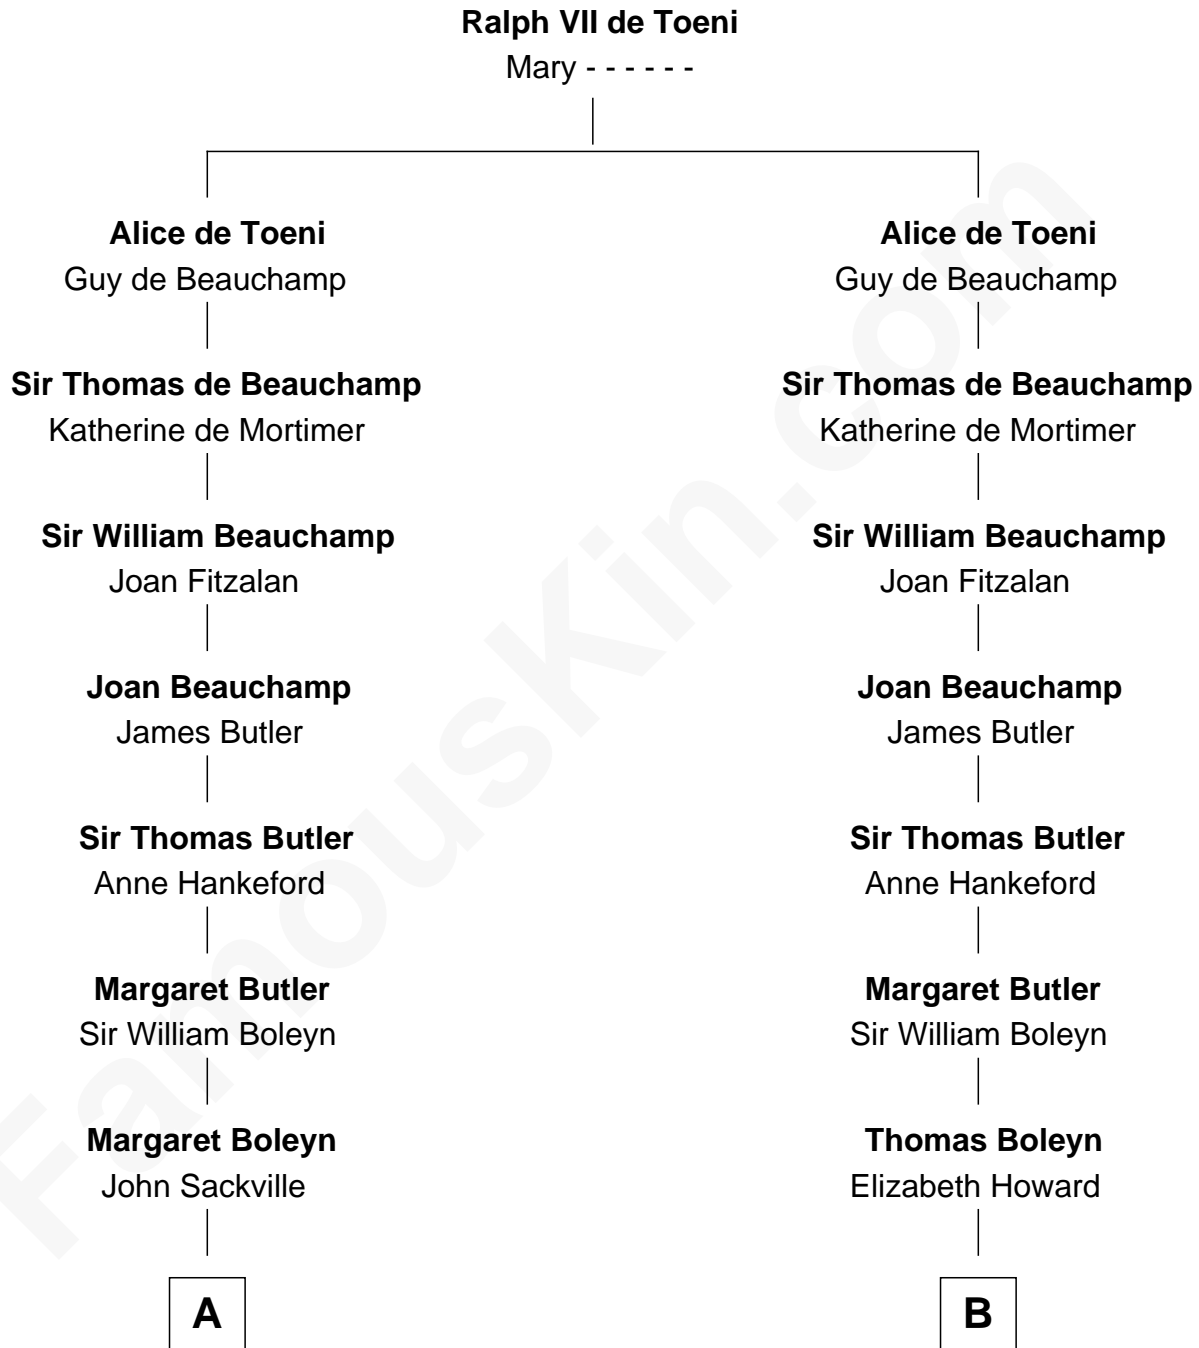 Ralph VII de Toeni
Mary - - - - - -
Alice de Toeni
Guy de Beauchamp
Sir Thomas de Beauchamp
Katherine de Mortimer
Sir William Beauchamp
Joan Fitzalan
Joan Beauchamp
James Butler
Sir Thomas Butler
Anne Hankeford
Margaret Butler
Sir William Boleyn
Margaret Boleyn
John Sackville
A
Alice de Toeni
Guy de Beauchamp
Sir Thomas de Beauchamp
Katherine de Mortimer
Sir William Beauchamp
Joan Fitzalan
Joan Beauchamp
James Butler
Sir Thomas Butler
Anne Hankeford
Margaret Butler
Sir William Boleyn
Thomas Boleyn
Elizabeth Howard
B
FamousKin.com